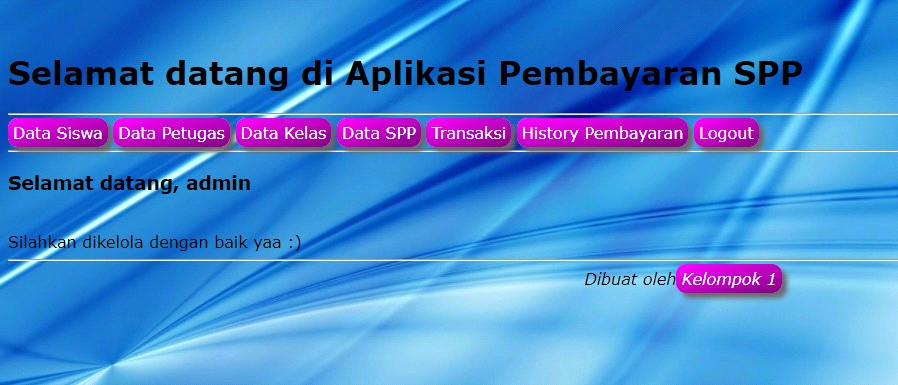 Selamat datang di Aplikasi Pembayaran SPP
Data Siswa Data Petugas Data Kelas Data SPP Transaksi History Pembayaran Logout
Selamat datang, admin
Silahkan dikelola dengan baik yaa :)
Dibuat oleh Kelompok 1